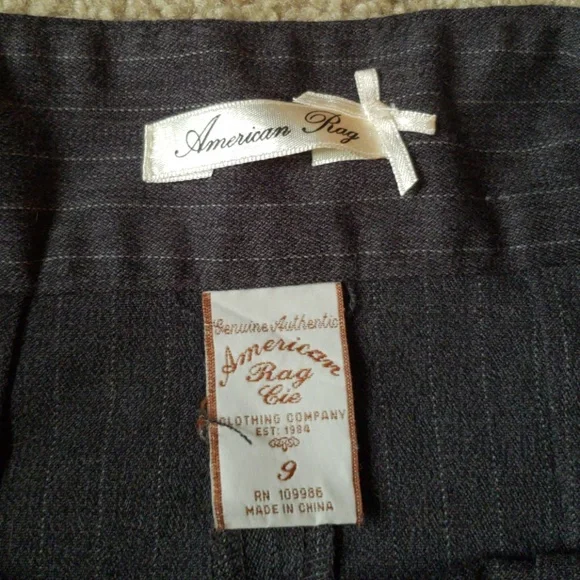 American Rag
Genuine Authentic
American
Rag
Cie
CLOTHING COMPANY
EST: 1984
9
RN 109986
MADE IN CHINA